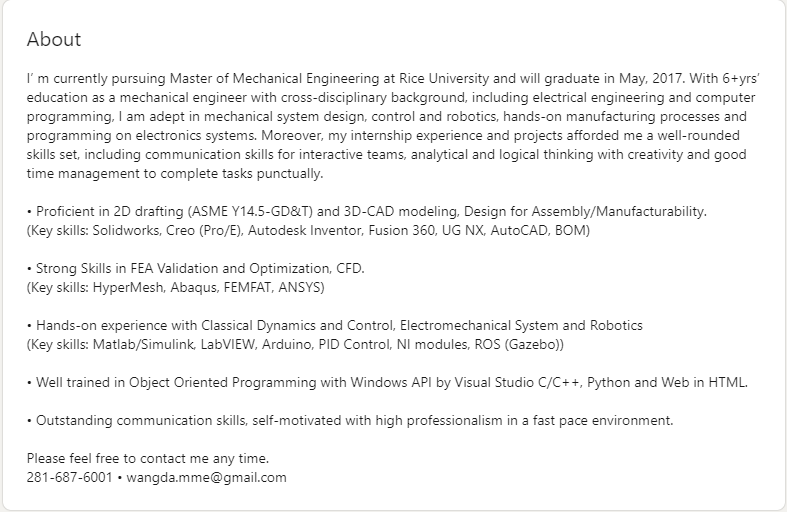 About
I’ m currently pursuing Master of Mechanical Engineering at Rice University and will graduate in May, 2017. With 6+yrs’
education as a mechanical engineer with cross-disciplinary background, including electrical engineering and computer
programming, I am adept in mechanical system design, control and robotics, hands-on manufacturing processes and
programming on electronics systems. Moreover, my internship experience and projects afforded me a well-rounded
skills set, including communication skills for interactive teams, analytical and logical thinking with creativity and good
time management to complete tasks punctually.
• Proficient in 2D drafting (ASME Y14.5-GD&T) and 3D-CAD modeling, Design for Assembly/Manufacturability.
(Key skills: Solidworks, Creo (Pro/E), Autodesk Inventor, Fusion 360, UG NX, AutoCAD, BOM)
• Strong Skills in FEA Validation and Optimization, CFD.
(Key skills: HyperMesh, Abaqus, FEMFAT, ANSYS)
• Hands-on experience with Classical Dynamics and Control, Electromechanical System and Robotics
(Key skills: Matlab/Simulink, LabVIEW, Arduino, PID Control, NI modules, ROS (Gazebo))
• Well trained in Object Oriented Programming with Windows API by Visual Studio C/C++, Python and Web in HTML.
• Outstanding communication skills, self-motivated with high professionalism in a fast pace environment.
Please feel free to contact me any time.
281-687-6001 • wangda.mme@gmail.com